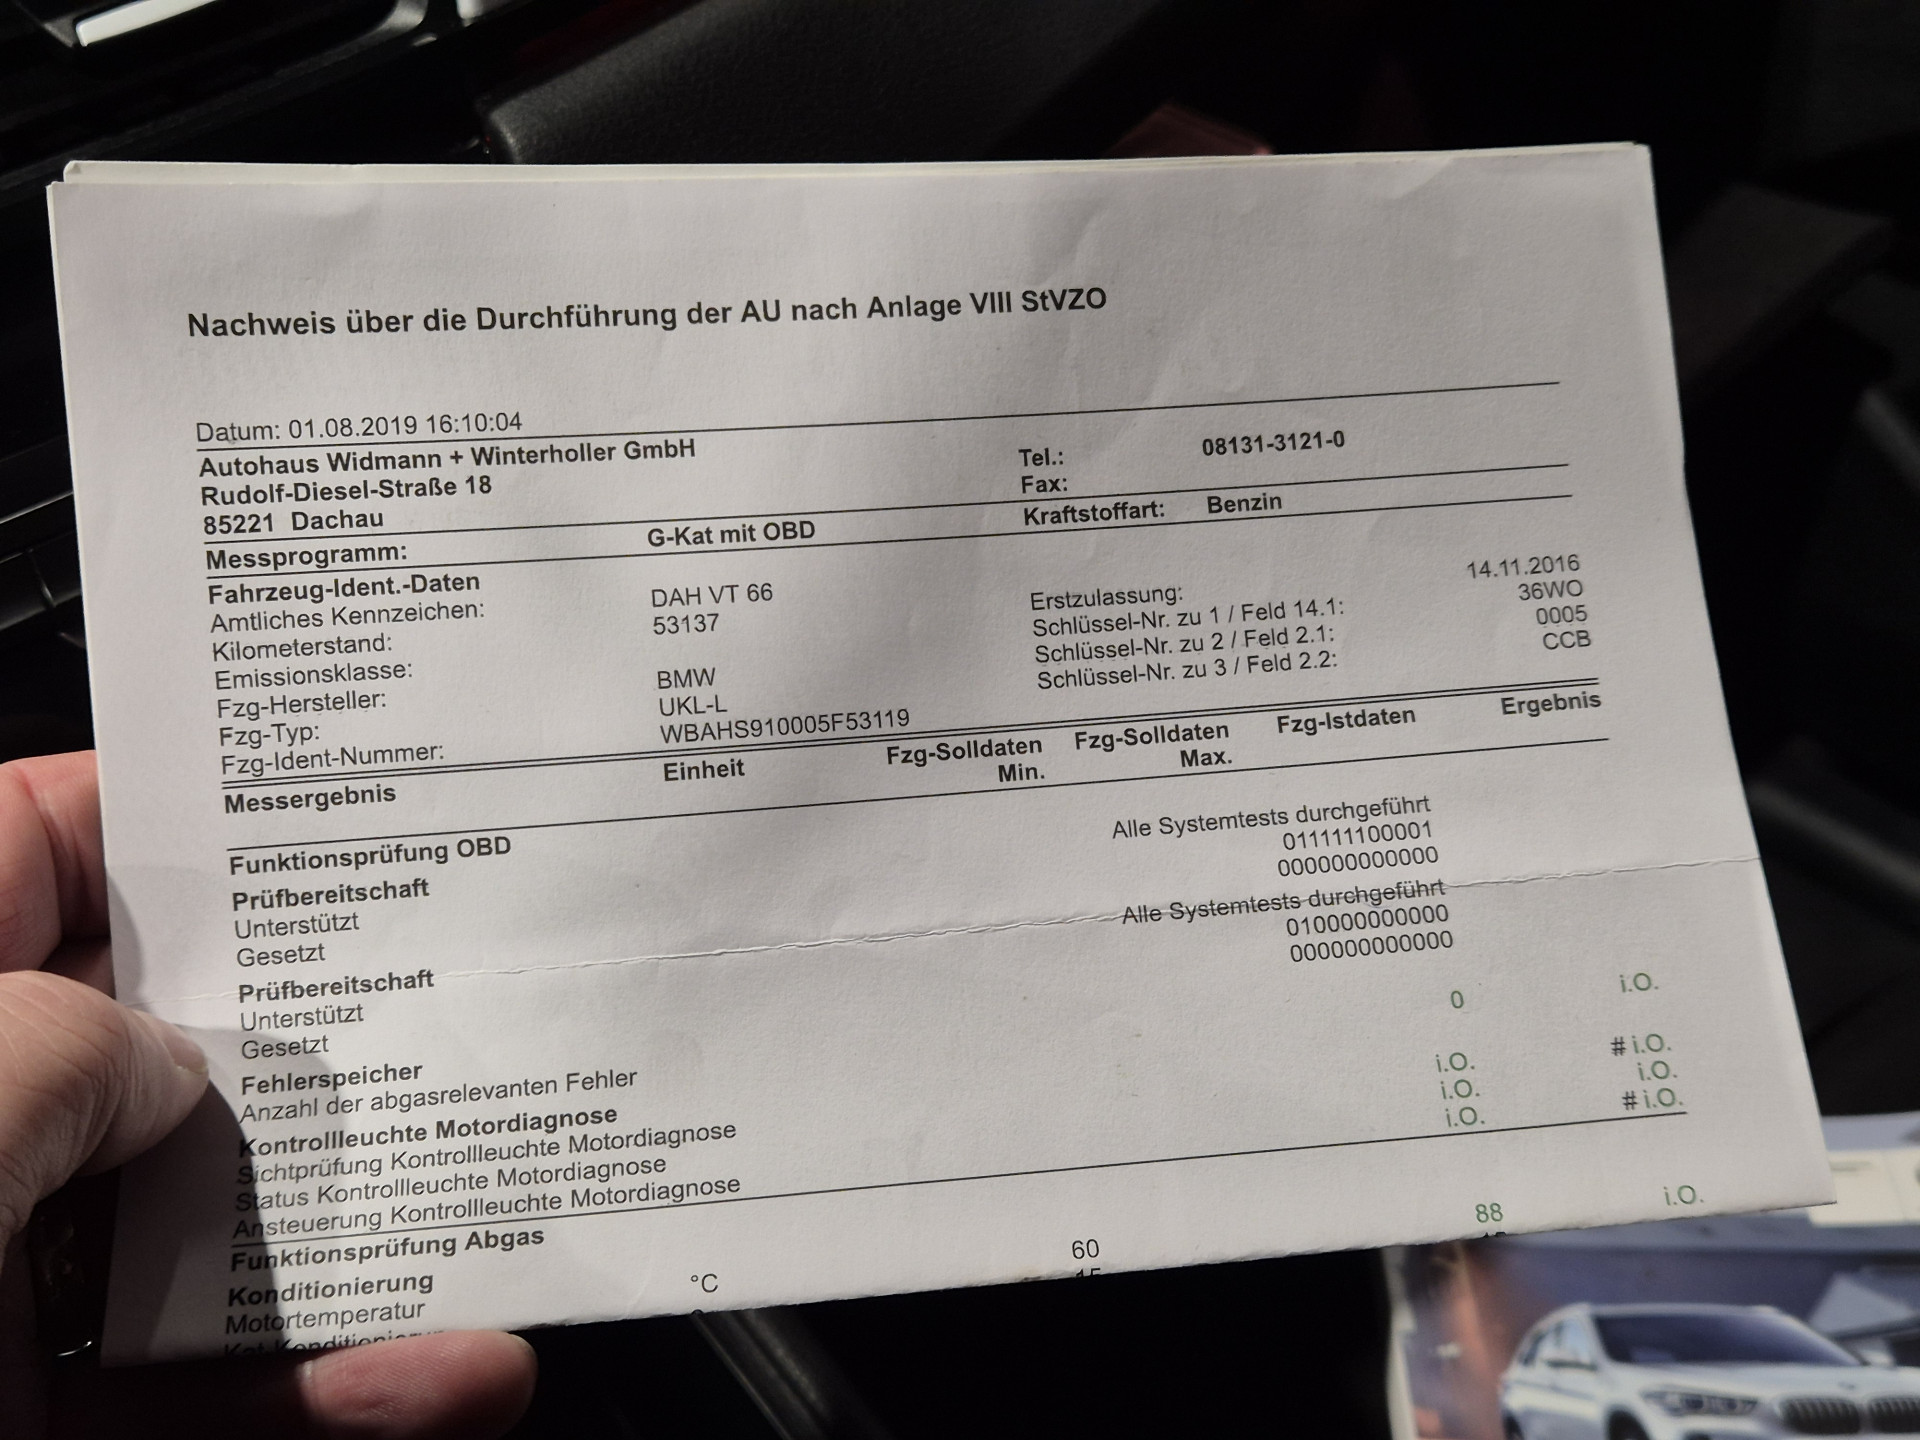 Nachweis über die Durchführung der AU nach Anlage VIII StVZO
Datum: 01.08.2019 16:10:04
Autohaus Widmann + Winterholler GmbH
Rudolf-Diesel-Straße 18
85221 Dachau
Tel.: 08131-3121-0
Fax:
Messprogramm: G-Kat mit OBD Kraftstoffart: Benzin
Fahrzeug-Ident.-Daten
Amtliches Kennzeichen: DAH VT 66 Erstzulassung: 14.11.2016
Kilometerstand: 53137 Schlüssel-Nr. zu 1 / Feld 14.1: 36WO
Emissionsklasse: Schlüssel-Nr. zu 2 / Feld 2.1: 0005
Fzg-Hersteller: BMW Schlüssel-Nr. zu 3 / Feld 2.2: CCB
Fzg-Typ: UKL-L
Fzg-Ident-Nummer: WBAHS910005F53119
Messergebnis Einheit Fzg-Solldaten Min. Fzg-Solldaten Max. Fzg-Istdaten Ergebnis
Funktionsprüfung OBD
Prüfbereitschaft Alle Systemtests durchgeführt
Unterstützt 011111100001
Gesetzt 000000000000
Prüfbereitschaft Alle Systemtests durchgeführt
Unterstützt 010000000000
Gesetzt 000000000000
Fehlerspeicher
Anzahl der abgasrelevanten Fehler 0 i.O.
Kontrollleuchte Motordiagnose
Sichtprüfung Kontrollleuchte Motordiagnose i.O. # i.O.
Status Kontrollleuchte Motordiagnose i.O. i.O.
Ansteuerung Kontrollleuchte Motordiagnose i.O. # i.O.
Funktionsprüfung Abgas
Konditionierung
Motortemperatur °C 60 88 i.O.